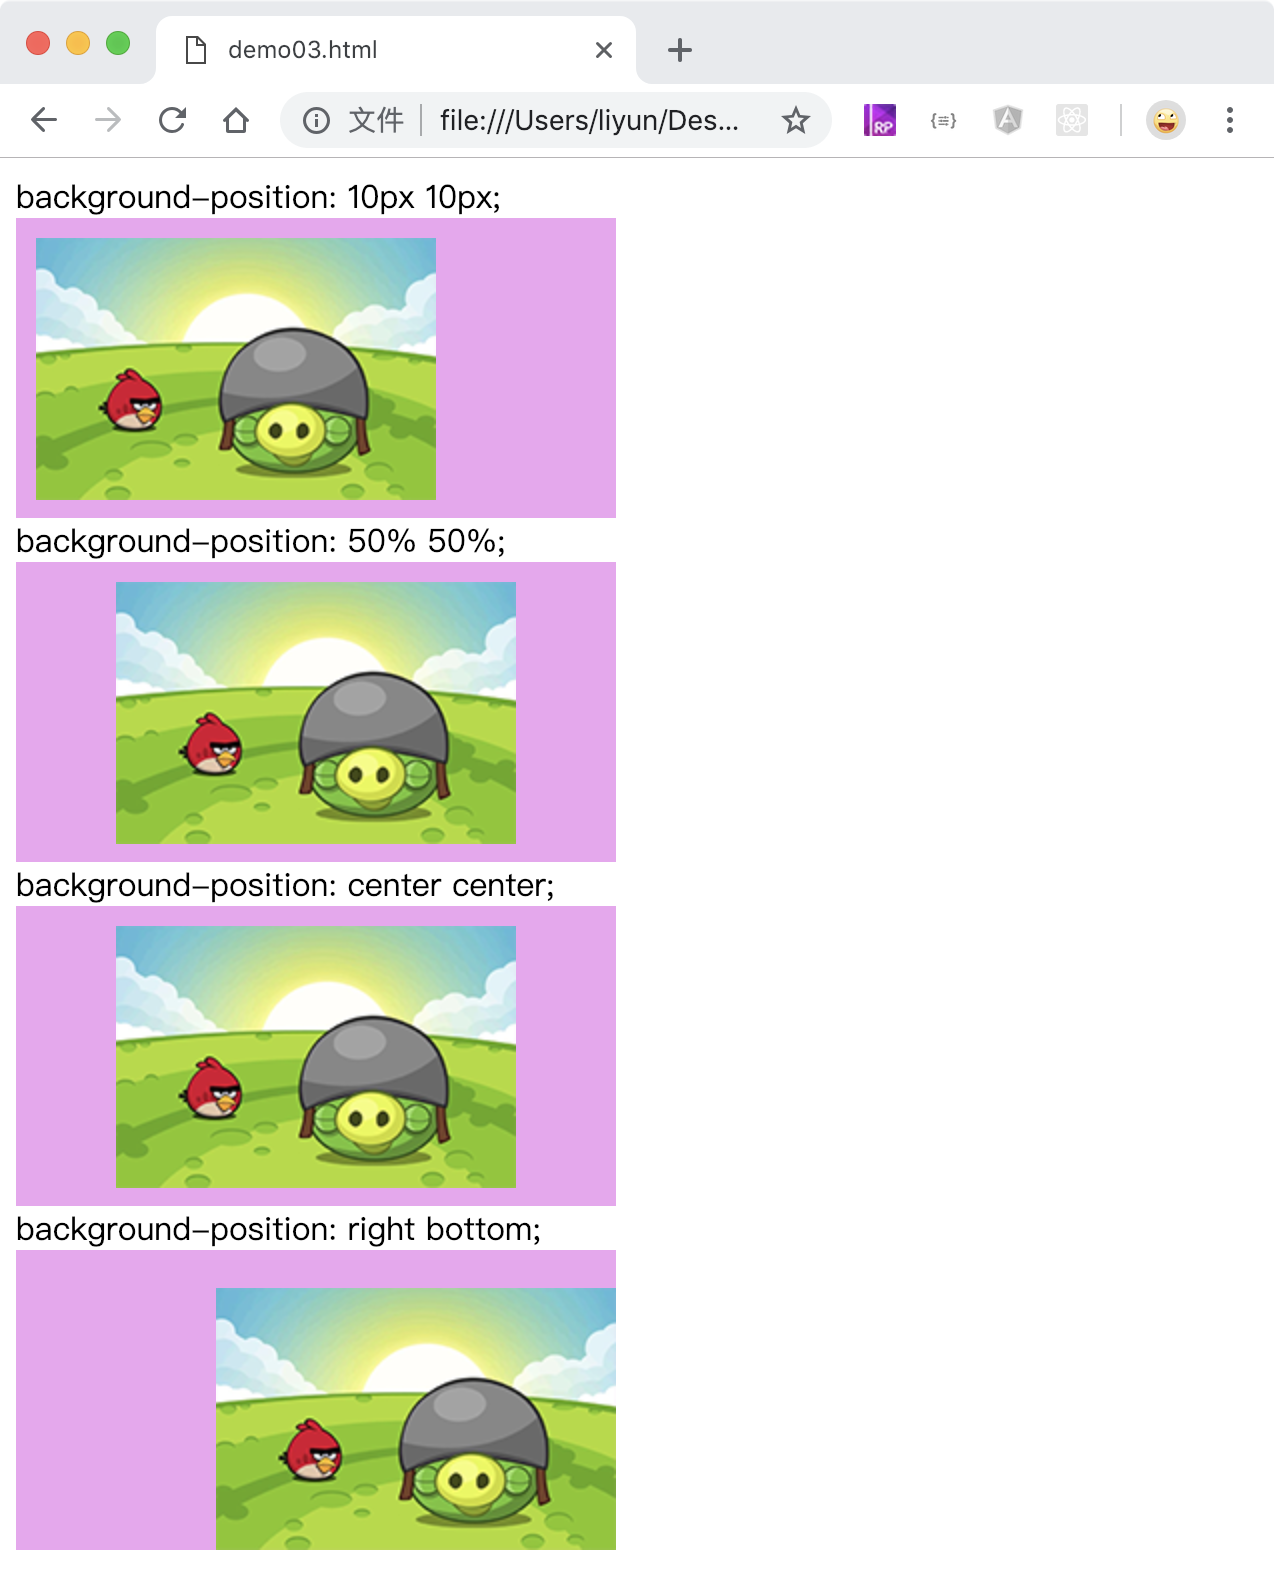 demo03.html
文件 file:///Users/liyun/Des...
RP
background-position: 10px 10px;
background-position: 50% 50%;
background-position: center center;
background-position: right bottom;